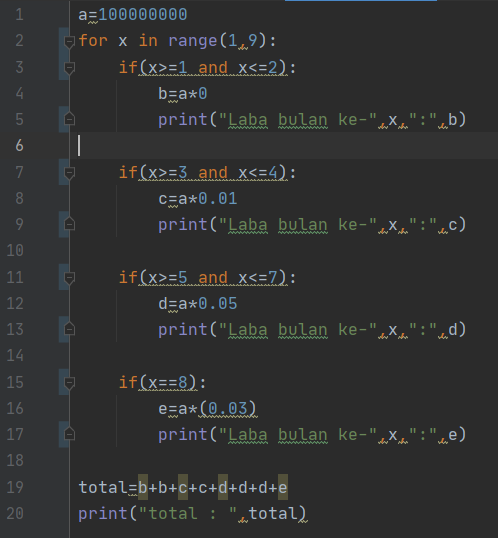 1 a=100000000
2 for x in range(1,9):
3     if(x>=1 and x<=2):
4         b=a*0
5         print("Laba bulan ke-",x,":",b)
6
7     if(x>=3 and x<=4):
8         c=a*0.01
9         print("Laba bulan ke-",x,":",c)
10
11     if(x>=5 and x<=7):
12         d=a*0.05
13         print("Laba bulan ke-",x,":",d)
14
15     if(x==8):
16         e=a*(0.03)
17         print("Laba bulan ke-",x,":",e)
18
19 total=b+b+c+c+d+d+d+e
20 print("total : ",total)